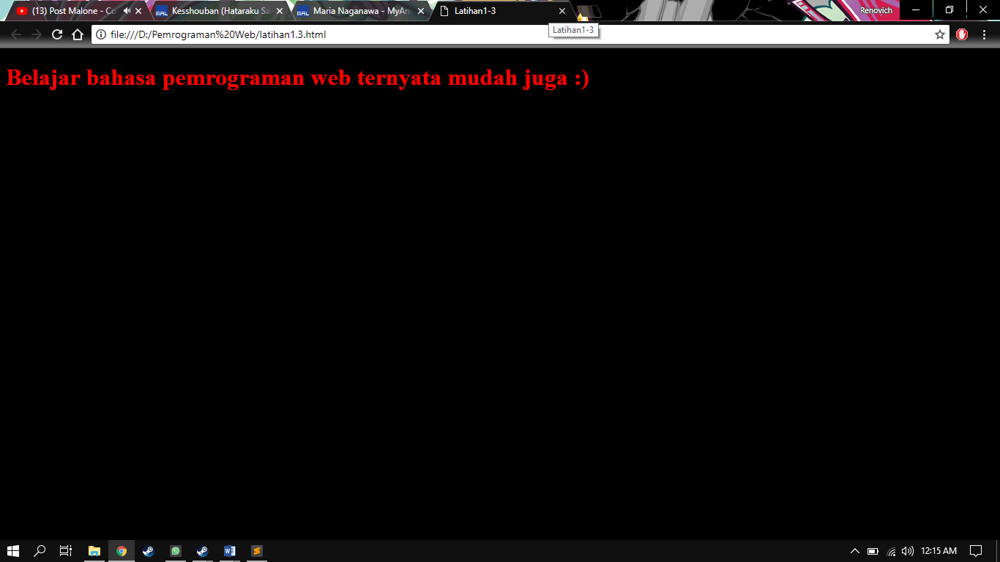 (13) Post Malone - Co
Kesshouban (Hataraku Sa
Maria Naganawa - MyAn
Latihan1-3
Renovich
file:///D:/Pemrograman%20Web/latihan1.3.html
Latihan1-3
Belajar bahasa pemrograman web ternyata mudah juga :)
12:15 AM